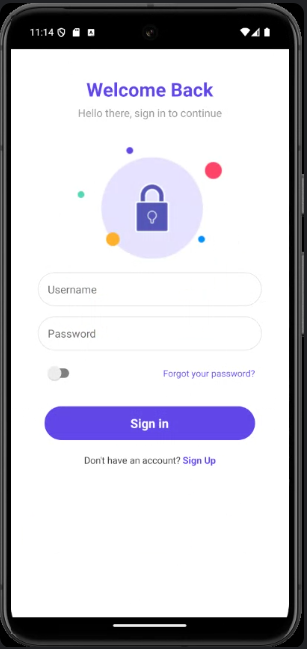 11:14
Welcome Back
Hello there, sign in to continue
Username
Password
Forgot your password?
Sign in
Don't have an account? Sign Up